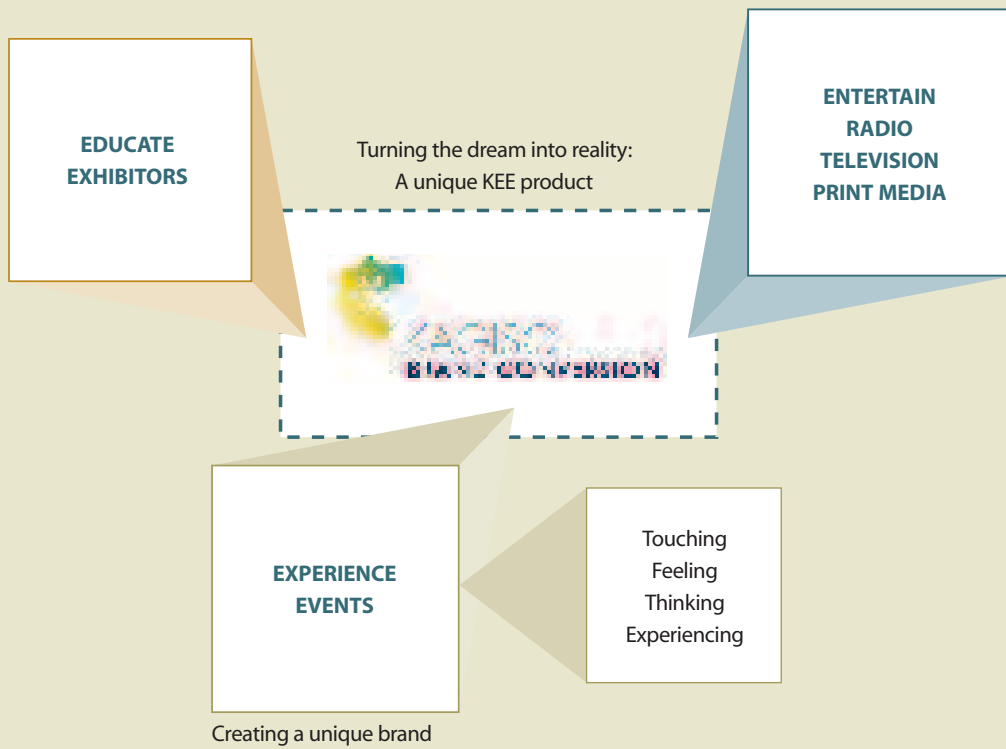 EDUCATE
EXHIBITORS
ENTERTAIN
RADIO
TELEVISION
PRINT MEDIA
Turning the dream into reality:
A unique KEE product
CONVERSION
EXPERIENCE
EVENTS
Touching
Feeling
Thinking
Experiencing
Creating a unique brand